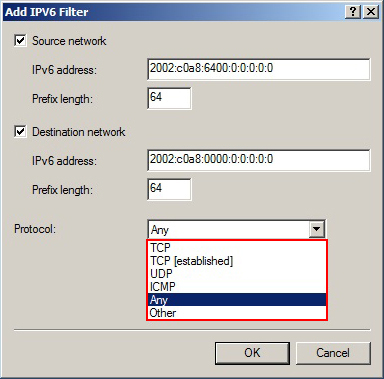 Add IPV6 Filter
Source network
IPv6 address: 2002:c0a8:6400:0:0:0:0:0
Prefix length: 64
Destination network
IPv6 address: 2002:c0a8:0000:0:0:0:0:0
Prefix length: 64
Protocol: Any
TCP
TCP [established]
UDP
ICMP
Any
Other
OK Cancel